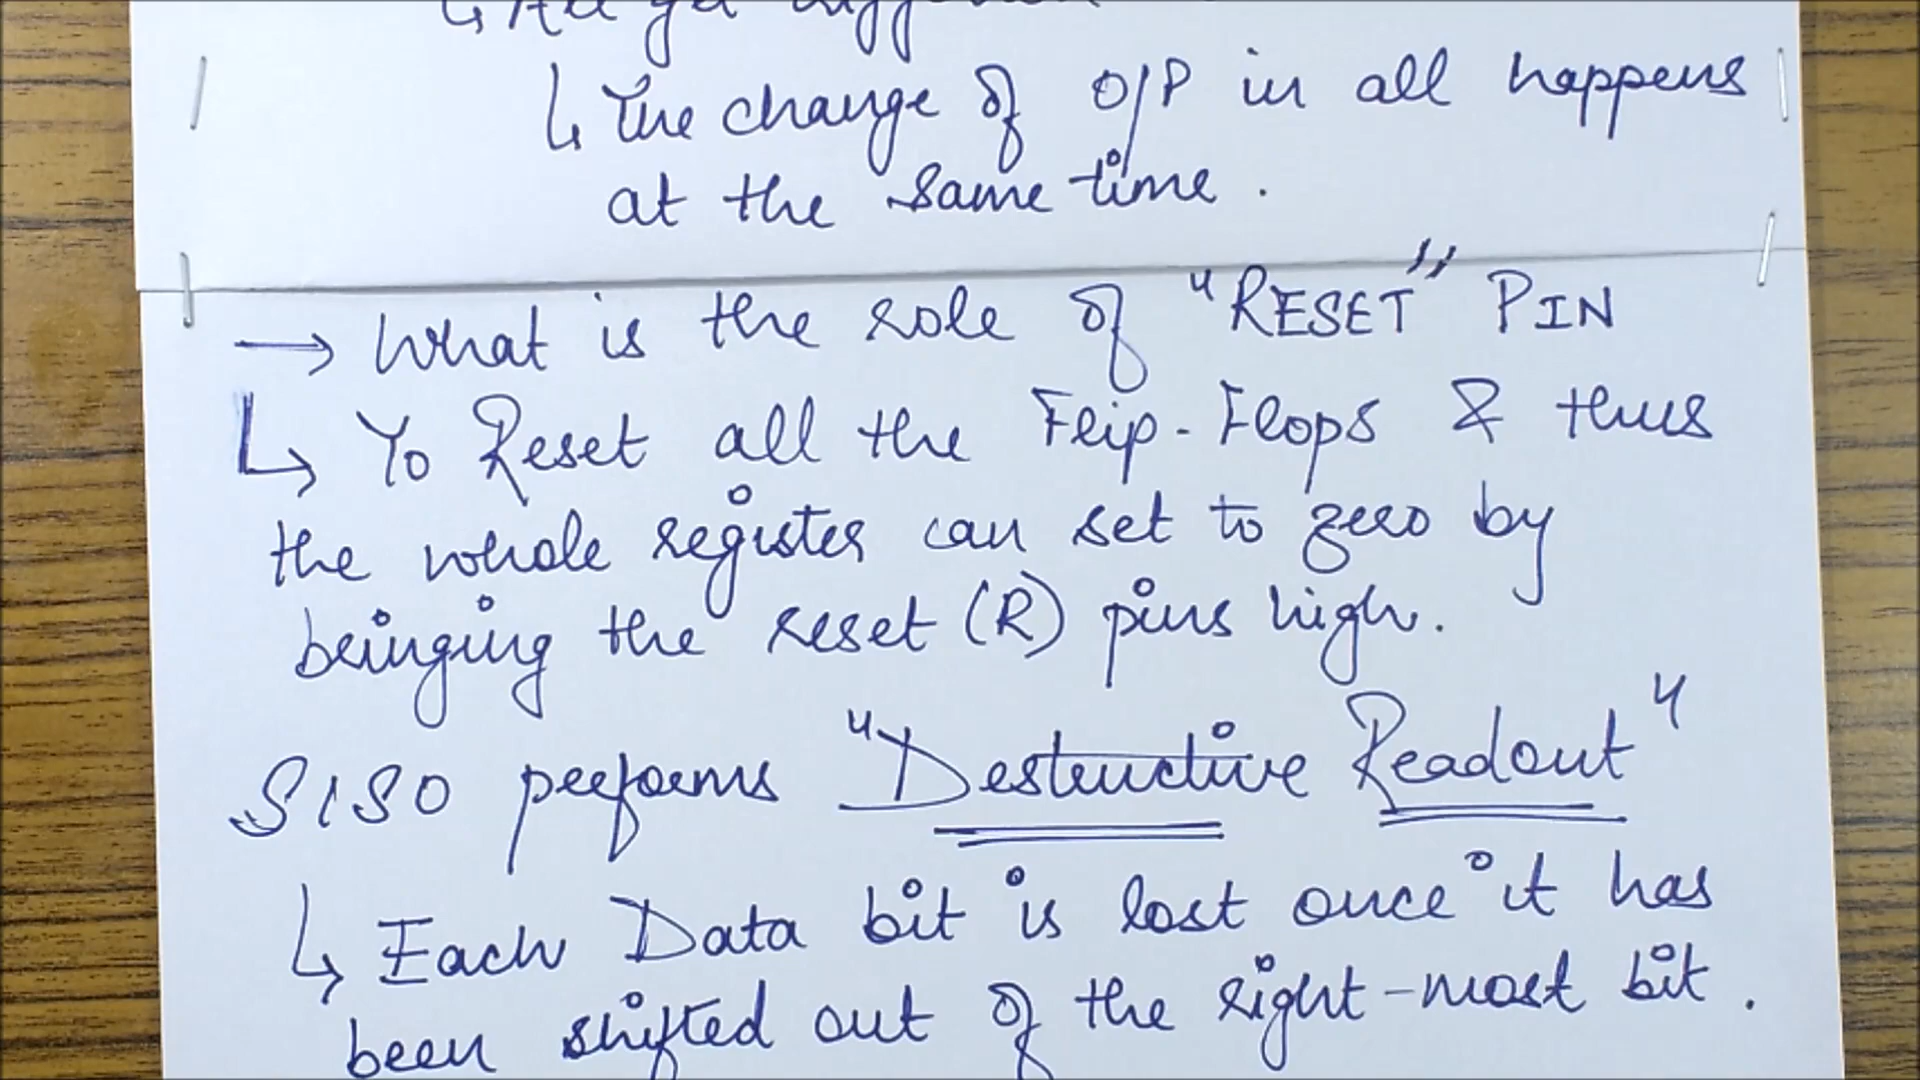 ↳ All get
↳ The change of O/P in all happens
at the same time.
→ What is the role of "RESET" PIN
↳ To Reset all the Flip-Flops & thus
the whole register can set to zero by
bringing the reset (R) pins high.
SISO performs "Destructive Readout"
↳ Each Data bit is lost once it has
been shifted out of the right-most bit.